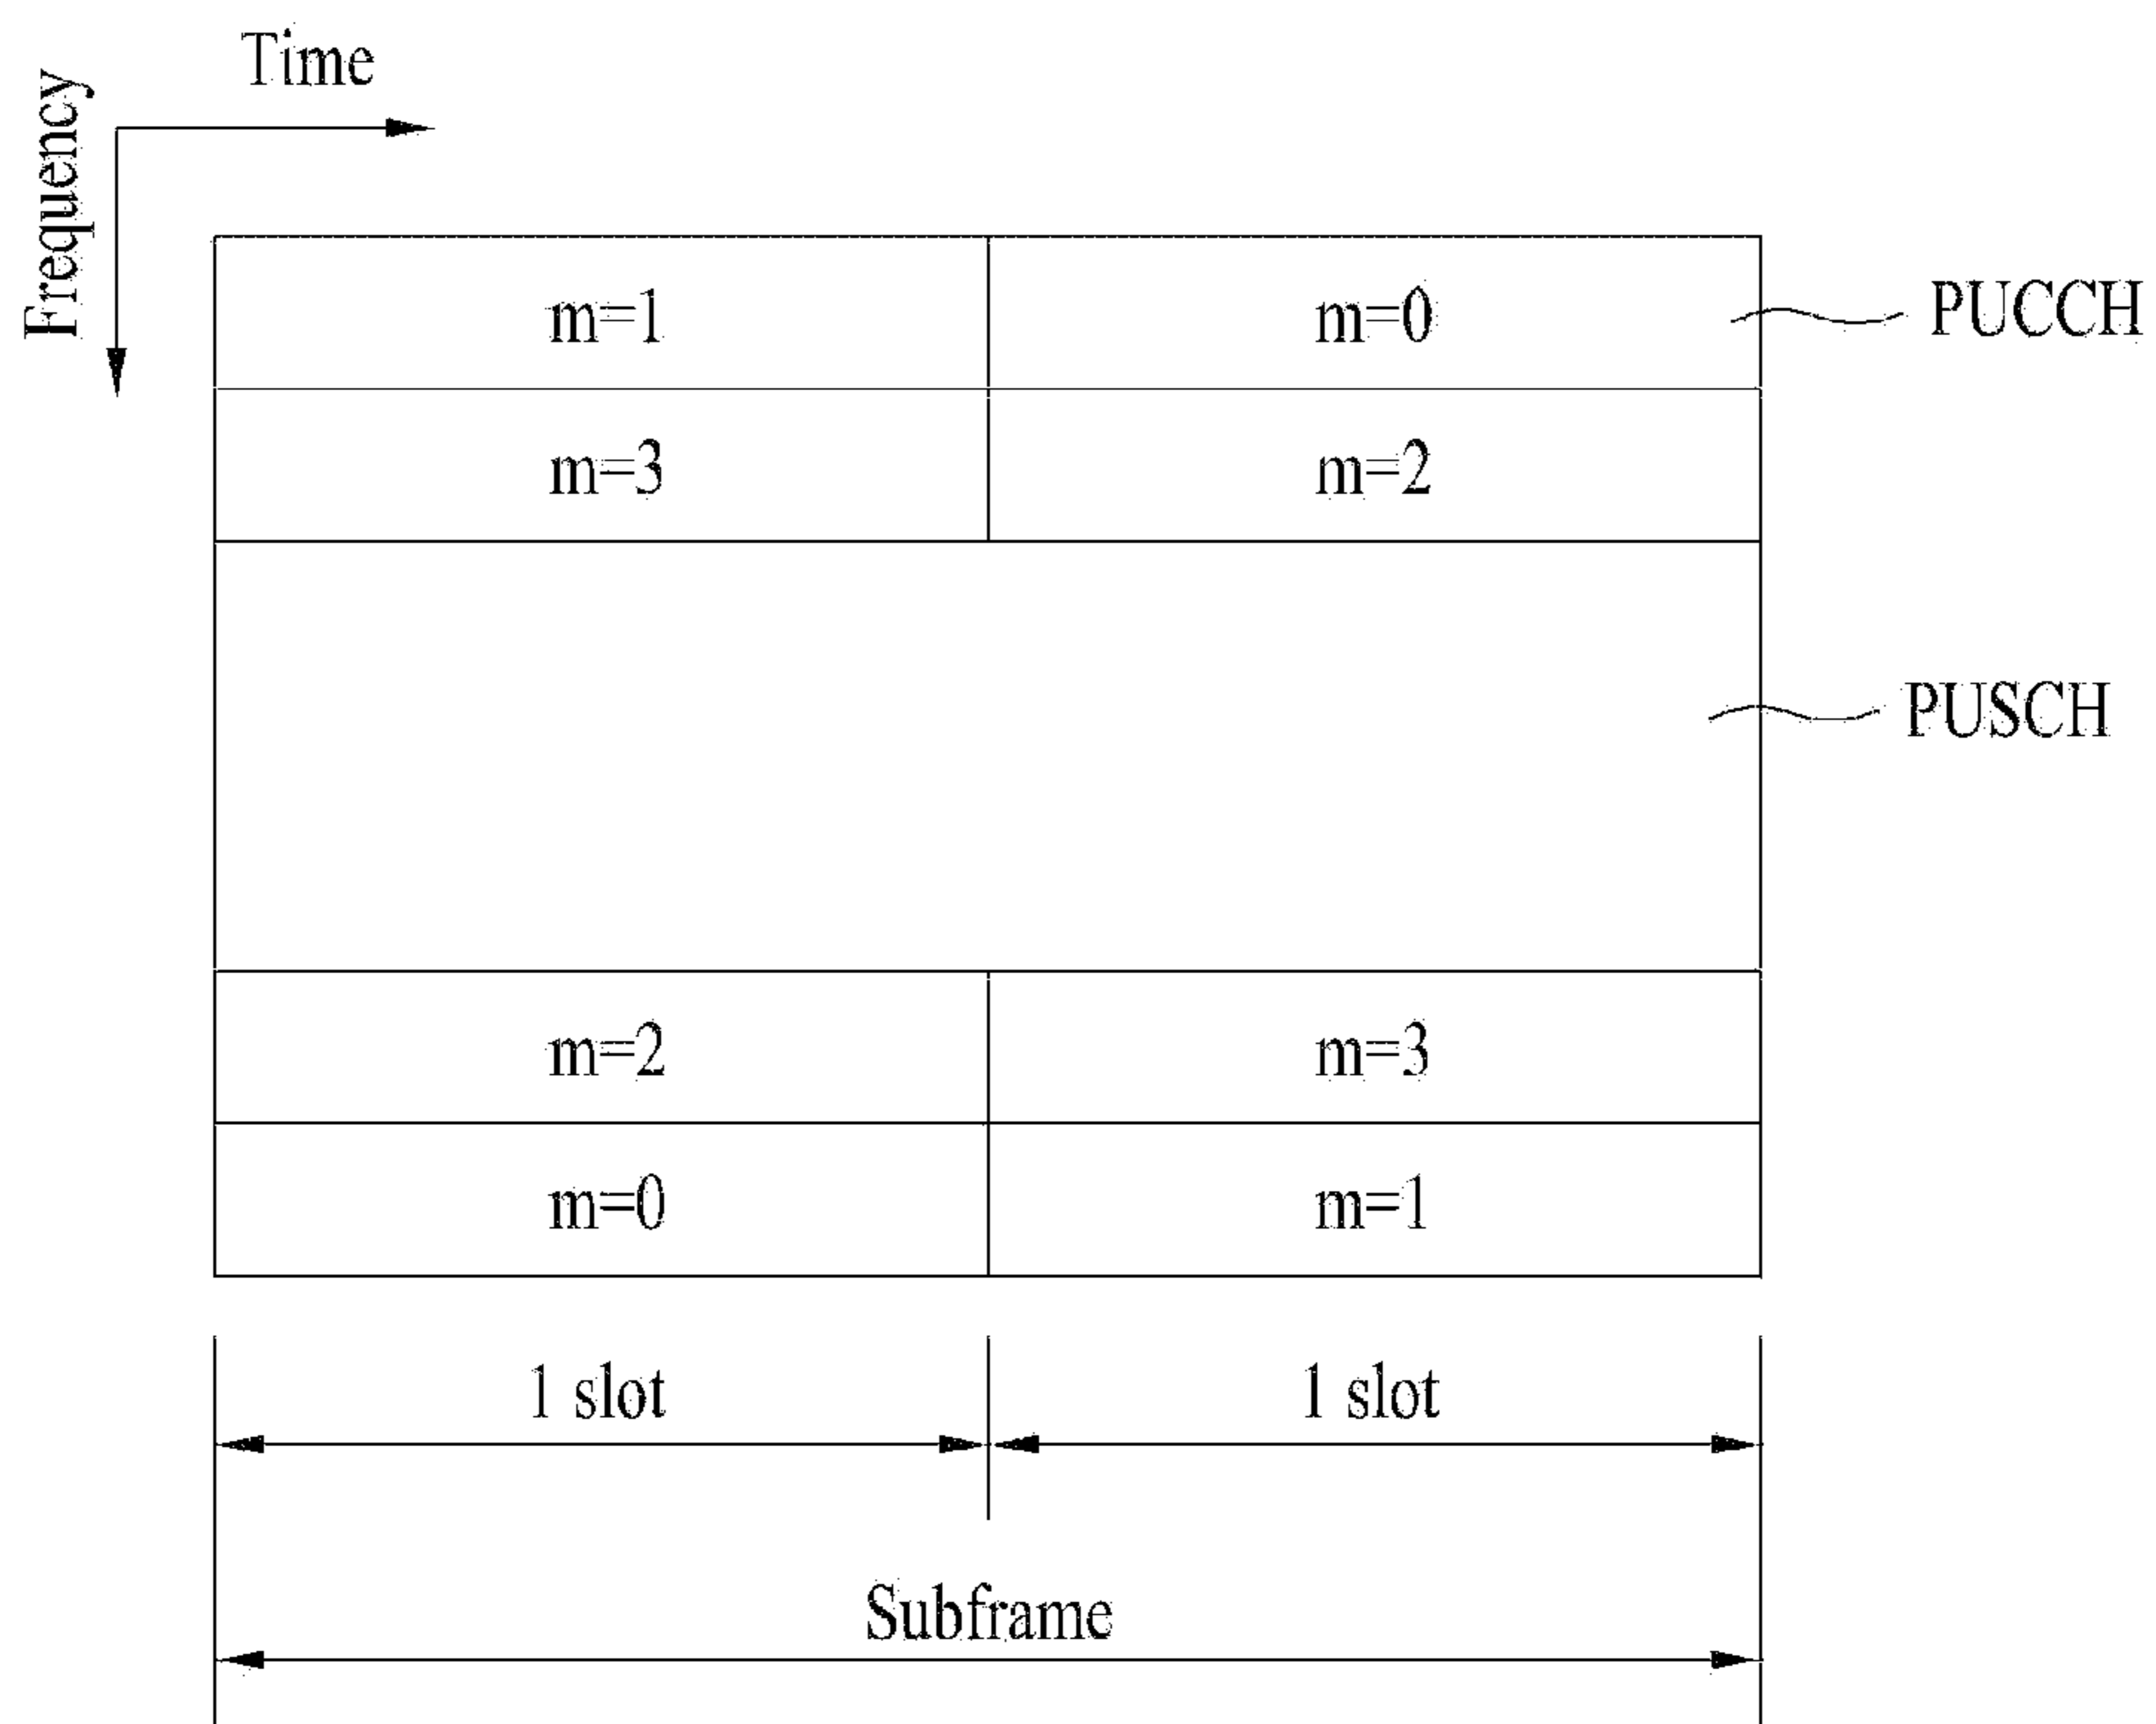 Time
Frequency
m=1 m=0 PUCCH
m=3 m=2
PUSCH
m=2 m=3
m=0 m=1
1 slot 1 slot
Subframe